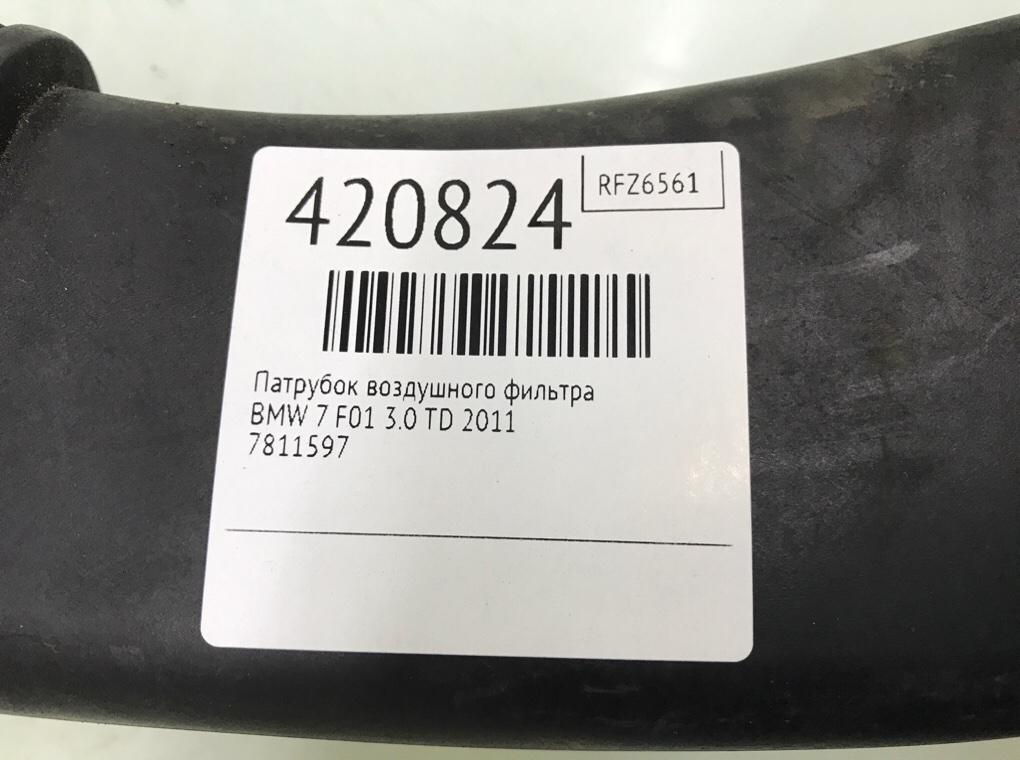 420824
RFZ6561
Патрубок воздушного фильтра
BMW 7 F01 3.0 TD 2011
7811597